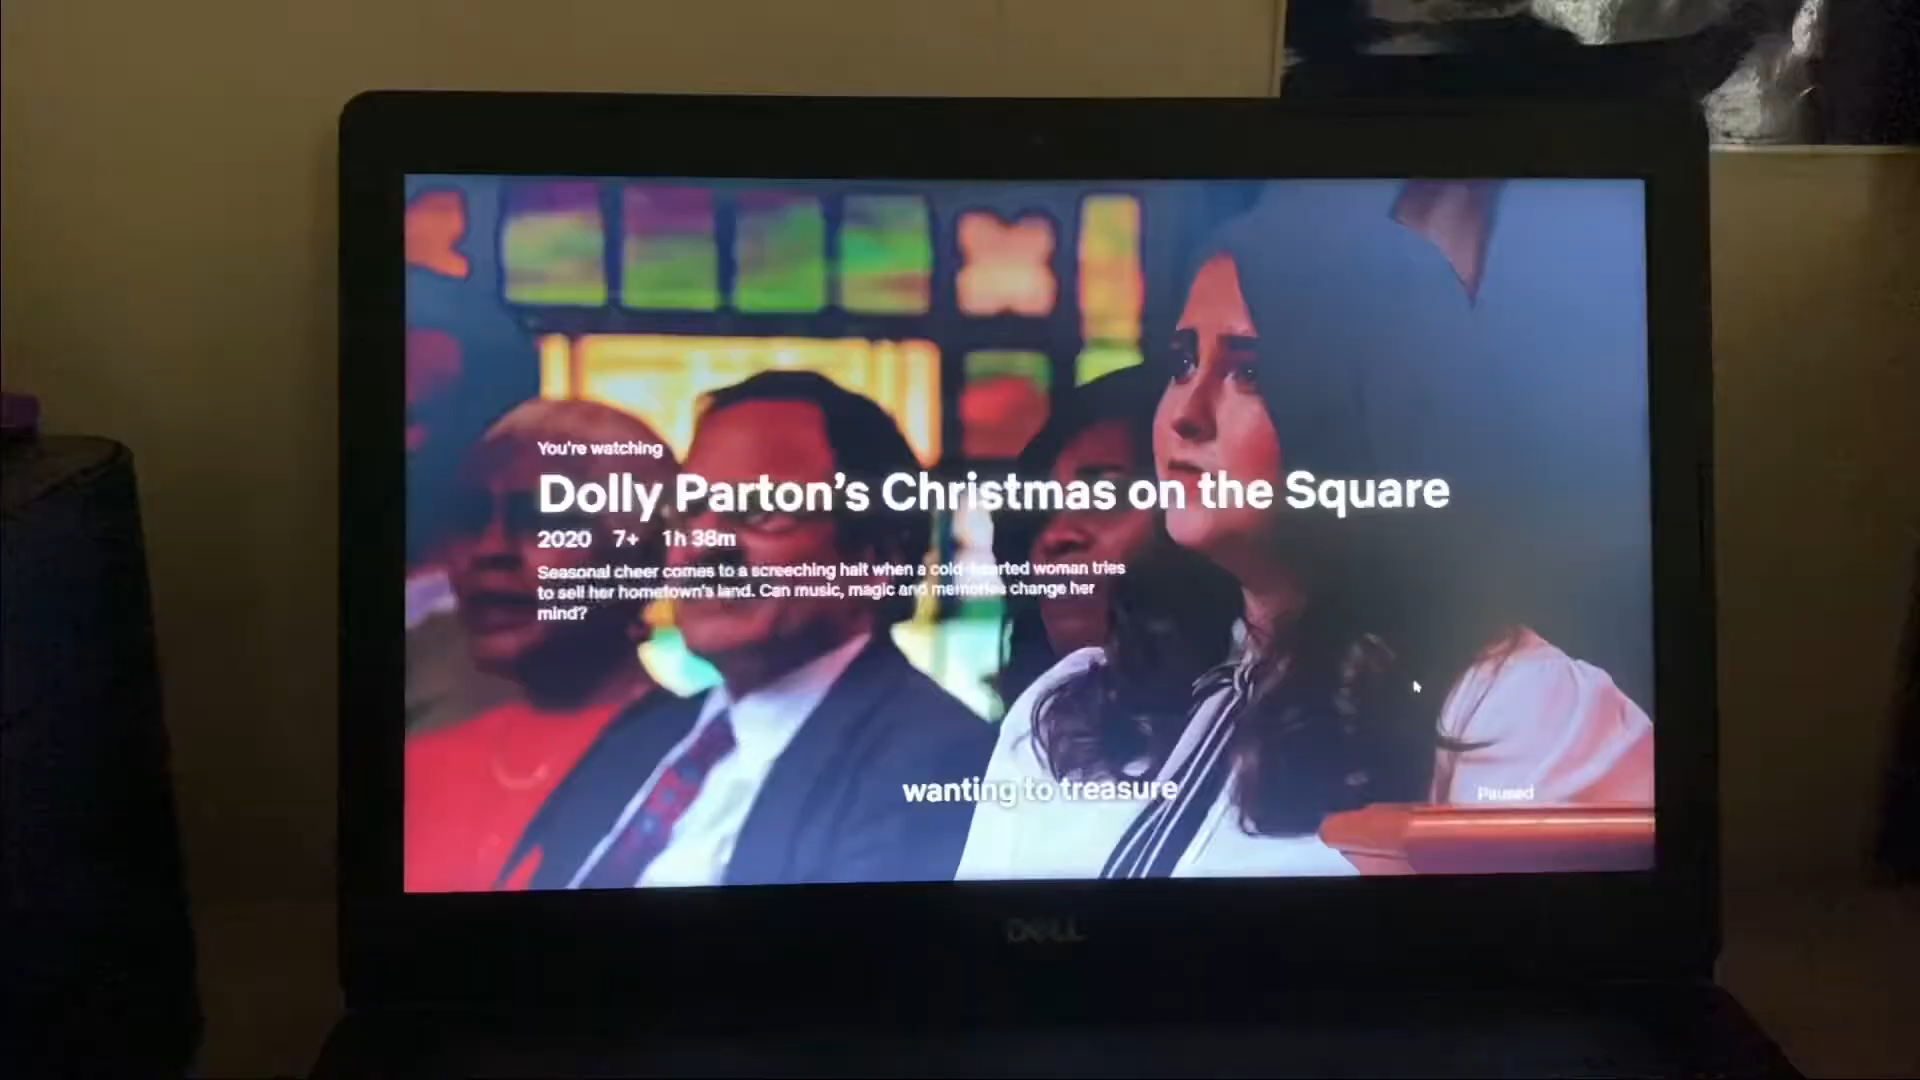 You're watching
Dolly Parton's Christmas on the Square
2020 7+ 1h 38m
Seasonal cheer comes to a screeching halt when a cold-hearted woman tries
to sell her hometown's land. Can music, magic and memories change her
mind?
wanting to treasure
Paused
DELL